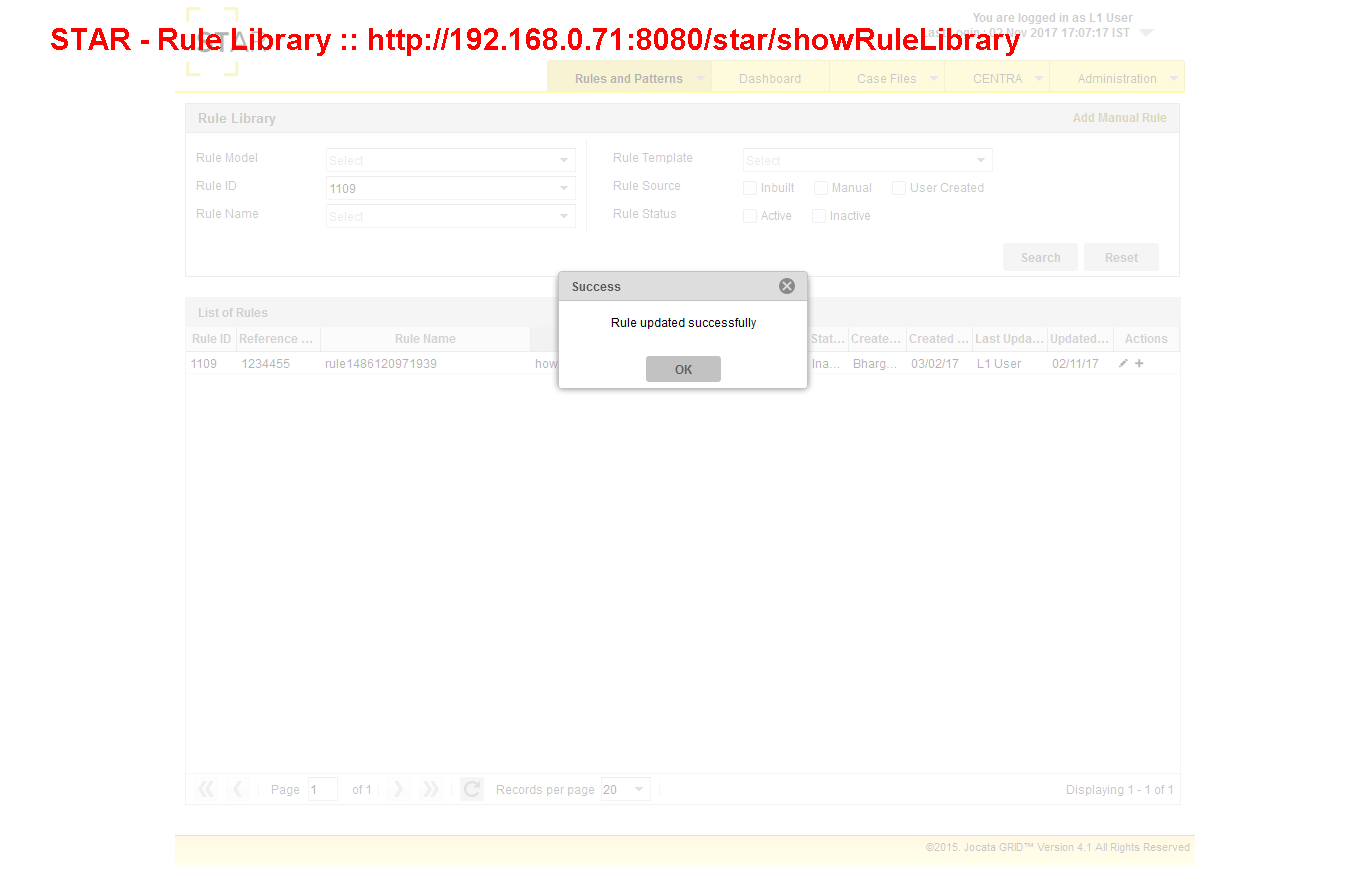 You are logged in as L1 User
STAR - Rule Library :: http://192.168.0.71:8080/star/showRuleLibrary
STAR
Last Login : 02 Nov 2017 17:07:17 IST
Rules and Patterns Dashboard Case Files CENTRA Administration
Rule Library Add Manual Rule
Rule Model Select Rule Template Select
Rule ID 1109 Rule Source Inbuilt Manual User Created
Rule Name Select Rule Status Active Inactive
Search Reset
Success
Rule updated successfully
OK
List of Rules
Rule ID Reference ... Rule Name Stat... Create... Created ... Last Upda... Updated... Actions
1109 1234455 rule1486120971939 how Ina... Bharg... 03/02/17 L1 User 02/11/17
Page 1 of 1 Records per page 20 Displaying 1 - 1 of 1
©2015. Jocata GRID™ Version 4.1 All Rights Reserved